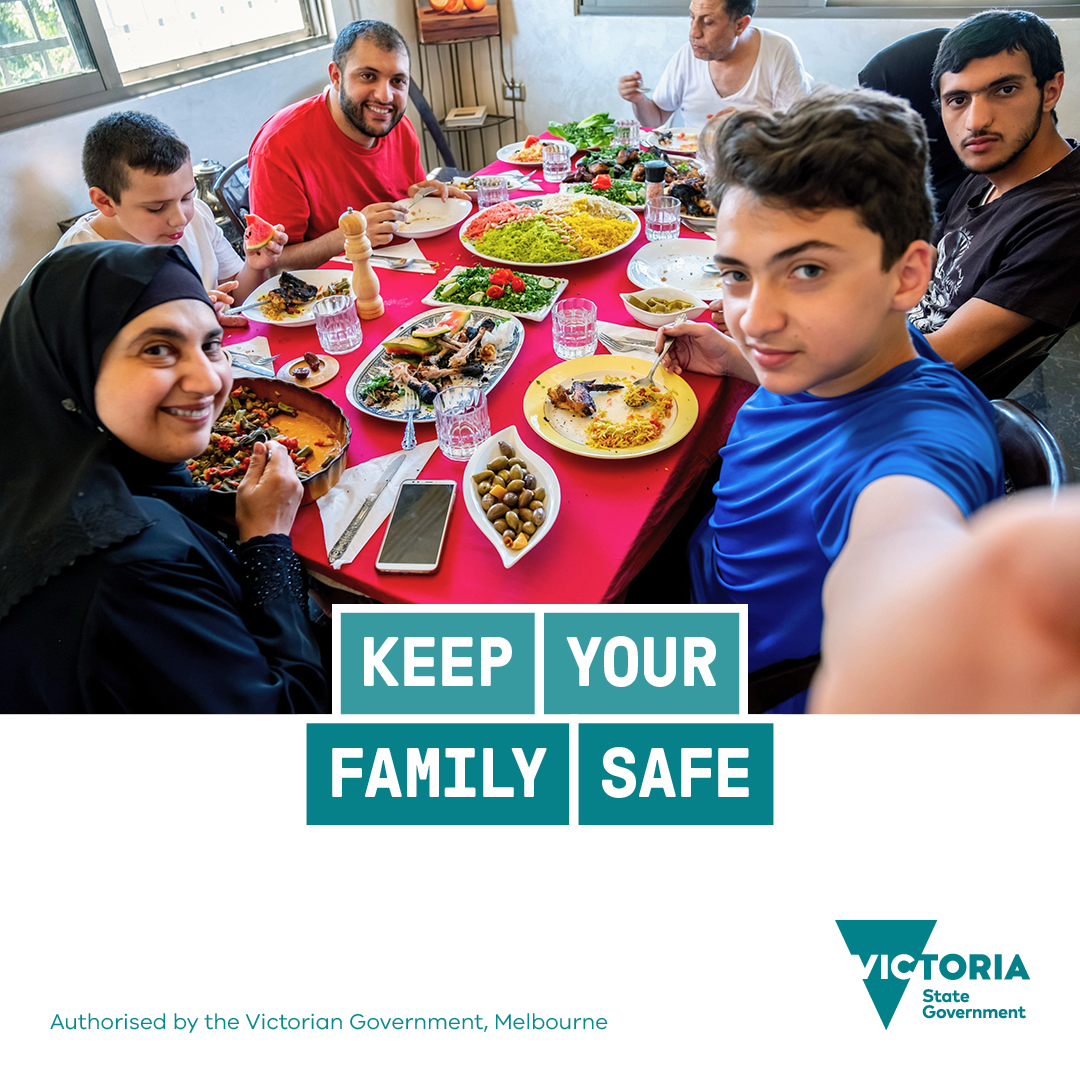 KEEP YOUR
FAMILY SAFE
VICTORIA
State
Government
Authorised by the Victorian Government, Melbourne